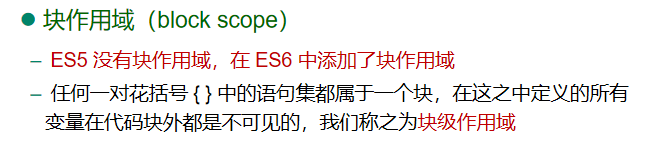 ● 块作用域（block scope）
– ES5 没有块作用域，在 ES6 中添加了块作用域
– 任何一对花括号 { } 中的语句集都属于一个块，在这之中定义的所有
变量在代码块外都是不可见的，我们称之为块级作用域